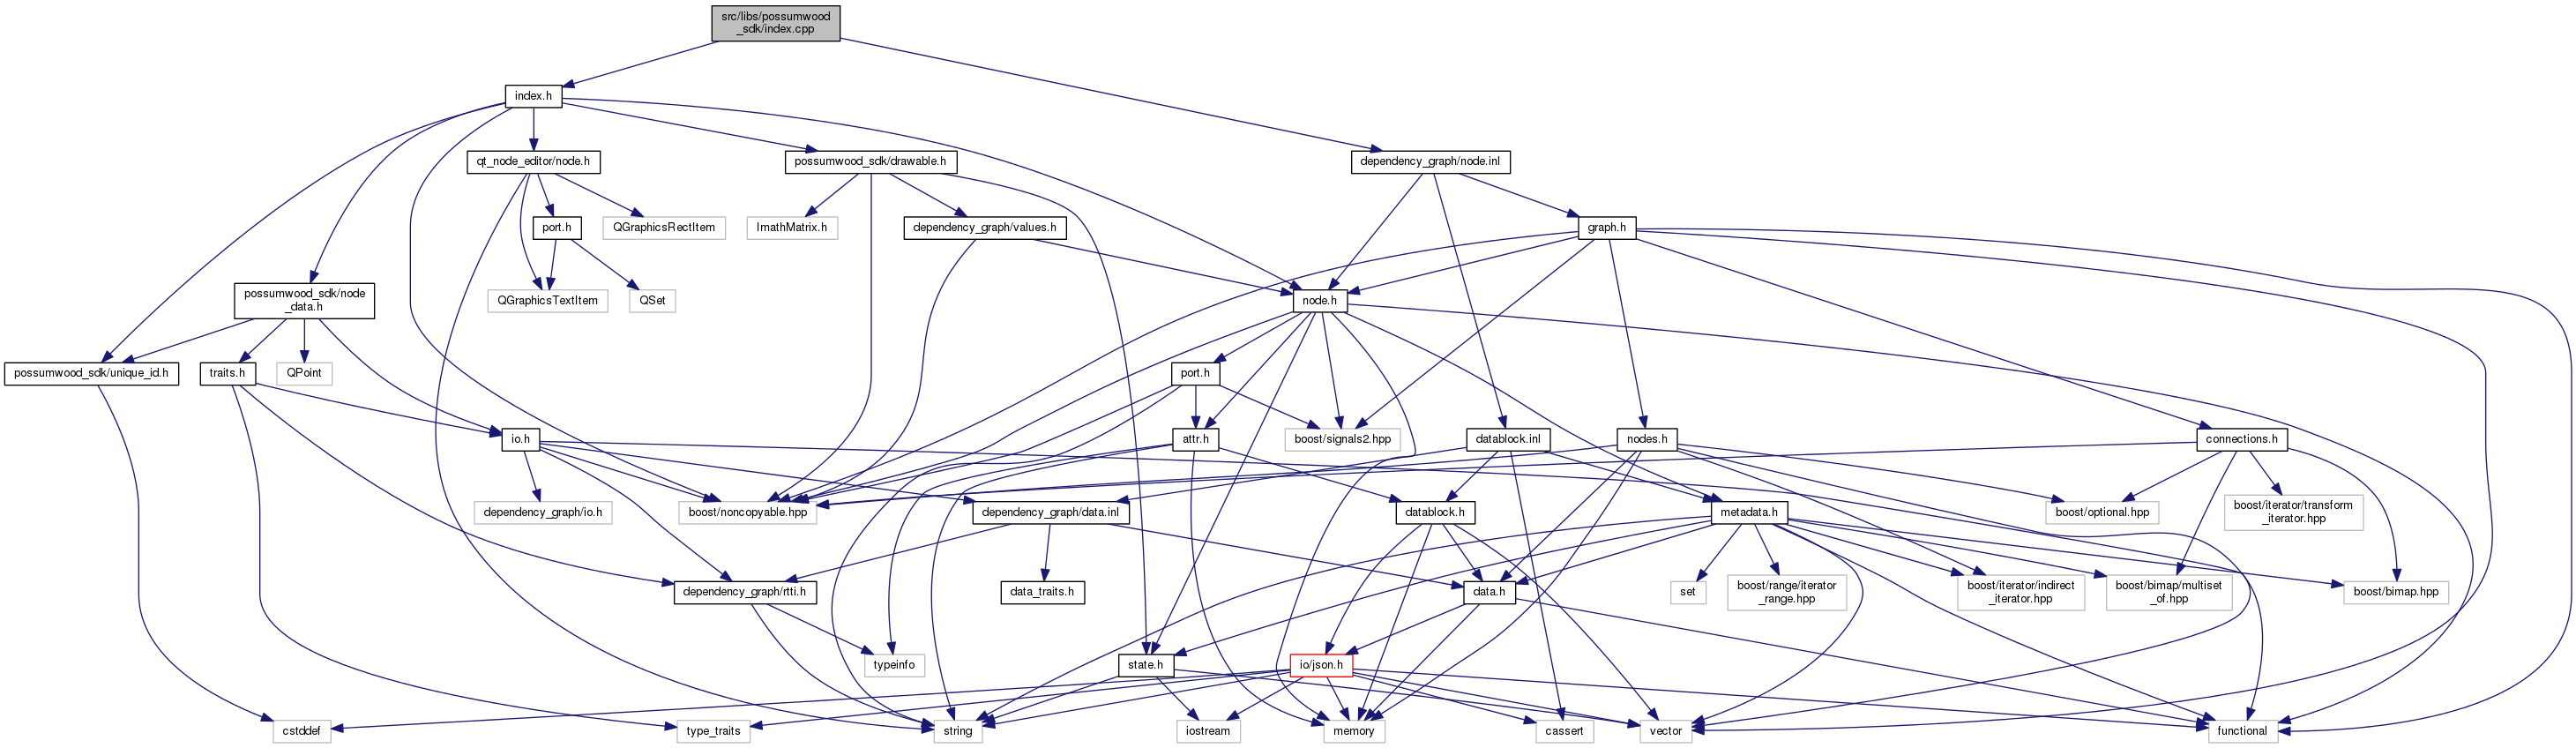 src/libs/possumwood
_sdk/index.cpp
index.h
qt_node_editor/node.h
possumwood_sdk/drawable.h
dependency_graph/node.inl
port.h
QGraphicsRectItem
ImathMatrix.h
dependency_graph/values.h
graph.h
possumwood_sdk/node
_data.h
QGraphicsTextItem
QSet
node.h
possumwood_sdk/unique_id.h
traits.h
QPoint
port.h
io.h
attr.h
boost/signals2.hpp
datablock.inl
nodes.h
connections.h
dependency_graph/io.h
boost/noncopyable.hpp
dependency_graph/data.inl
datablock.h
metadata.h
boost/optional.hpp
boost/iterator/transform
_iterator.hpp
dependency_graph/rtti.h
data_traits.h
data.h
set
boost/range/iterator
_range.hpp
boost/iterator/indirect
_iterator.hpp
boost/bimap/multiset
_of.hpp
boost/bimap.hpp
typeinfo
state.h
io/json.h
cstddef
type_traits
string
iostream
memory
cassert
vector
functional